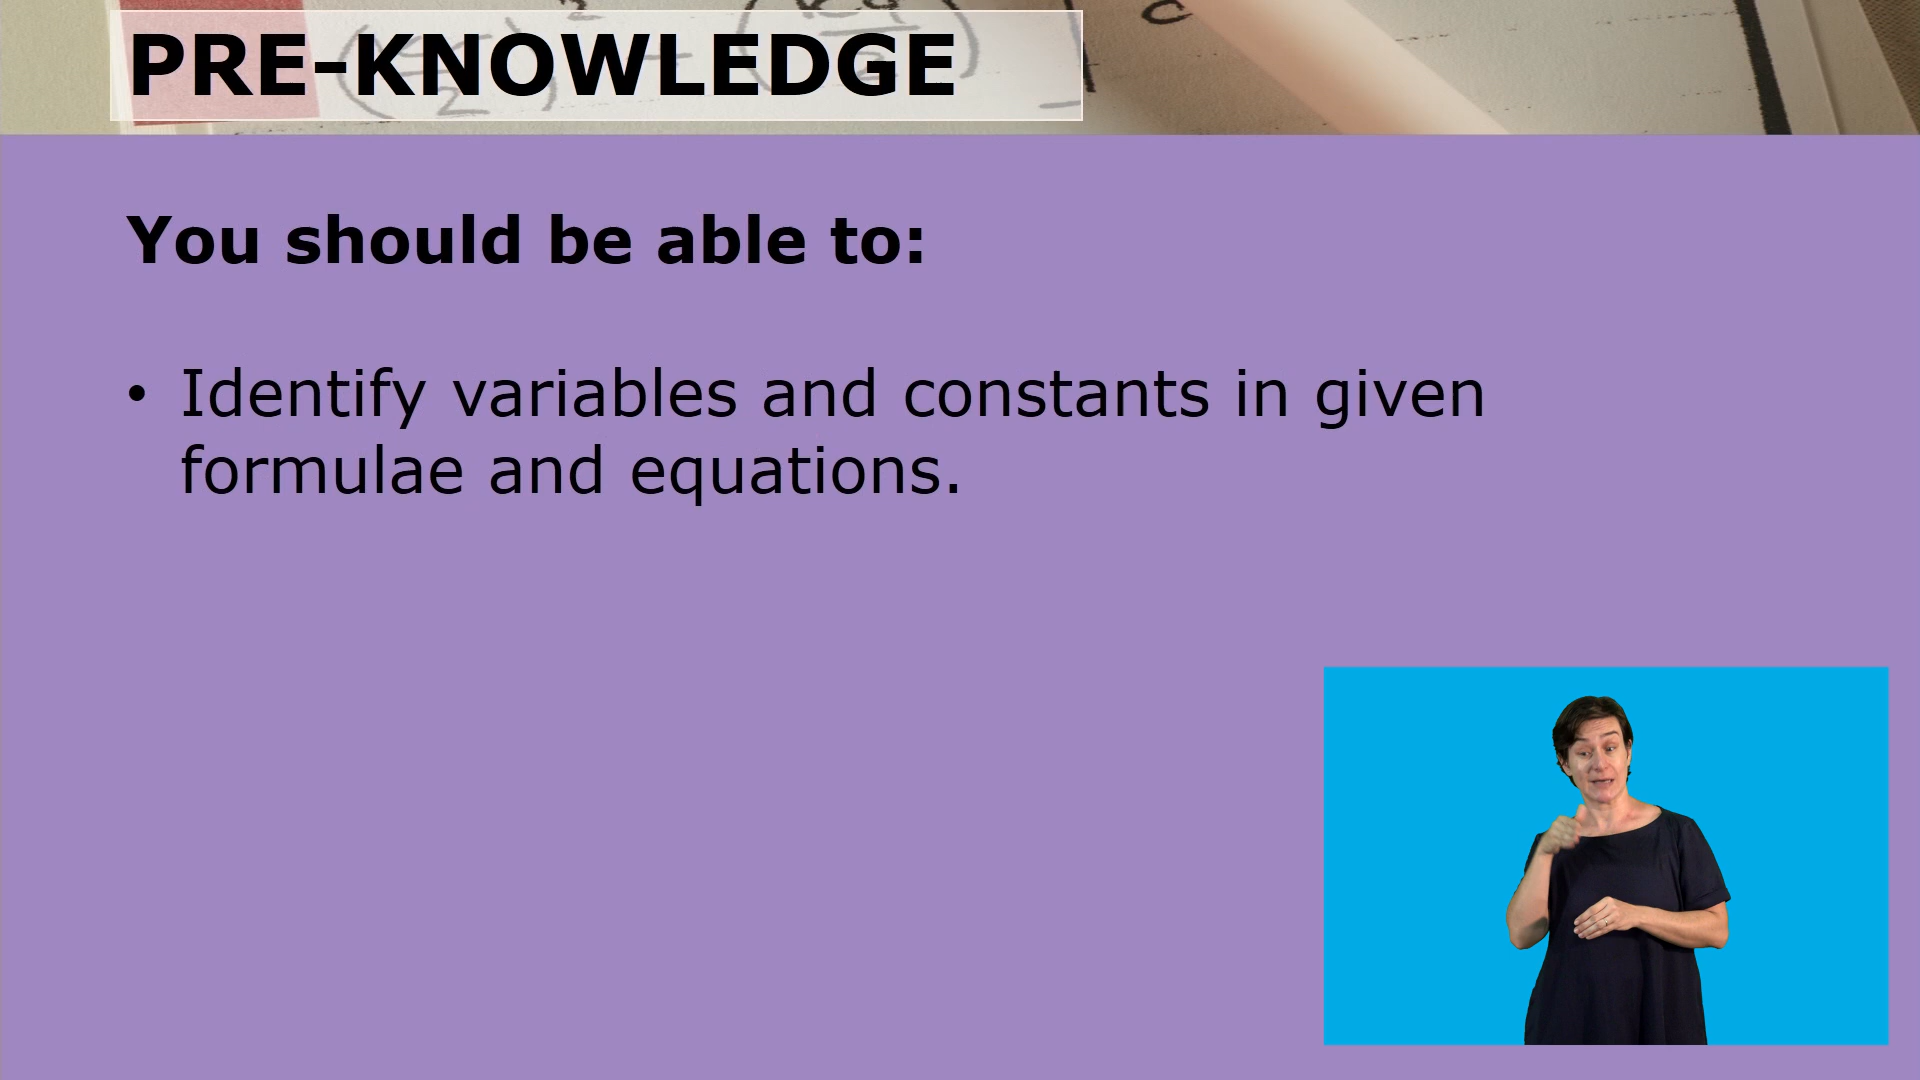 PRE-KNOWLEDGE
You should be able to:
• Identify variables and constants in given
formulae and equations.